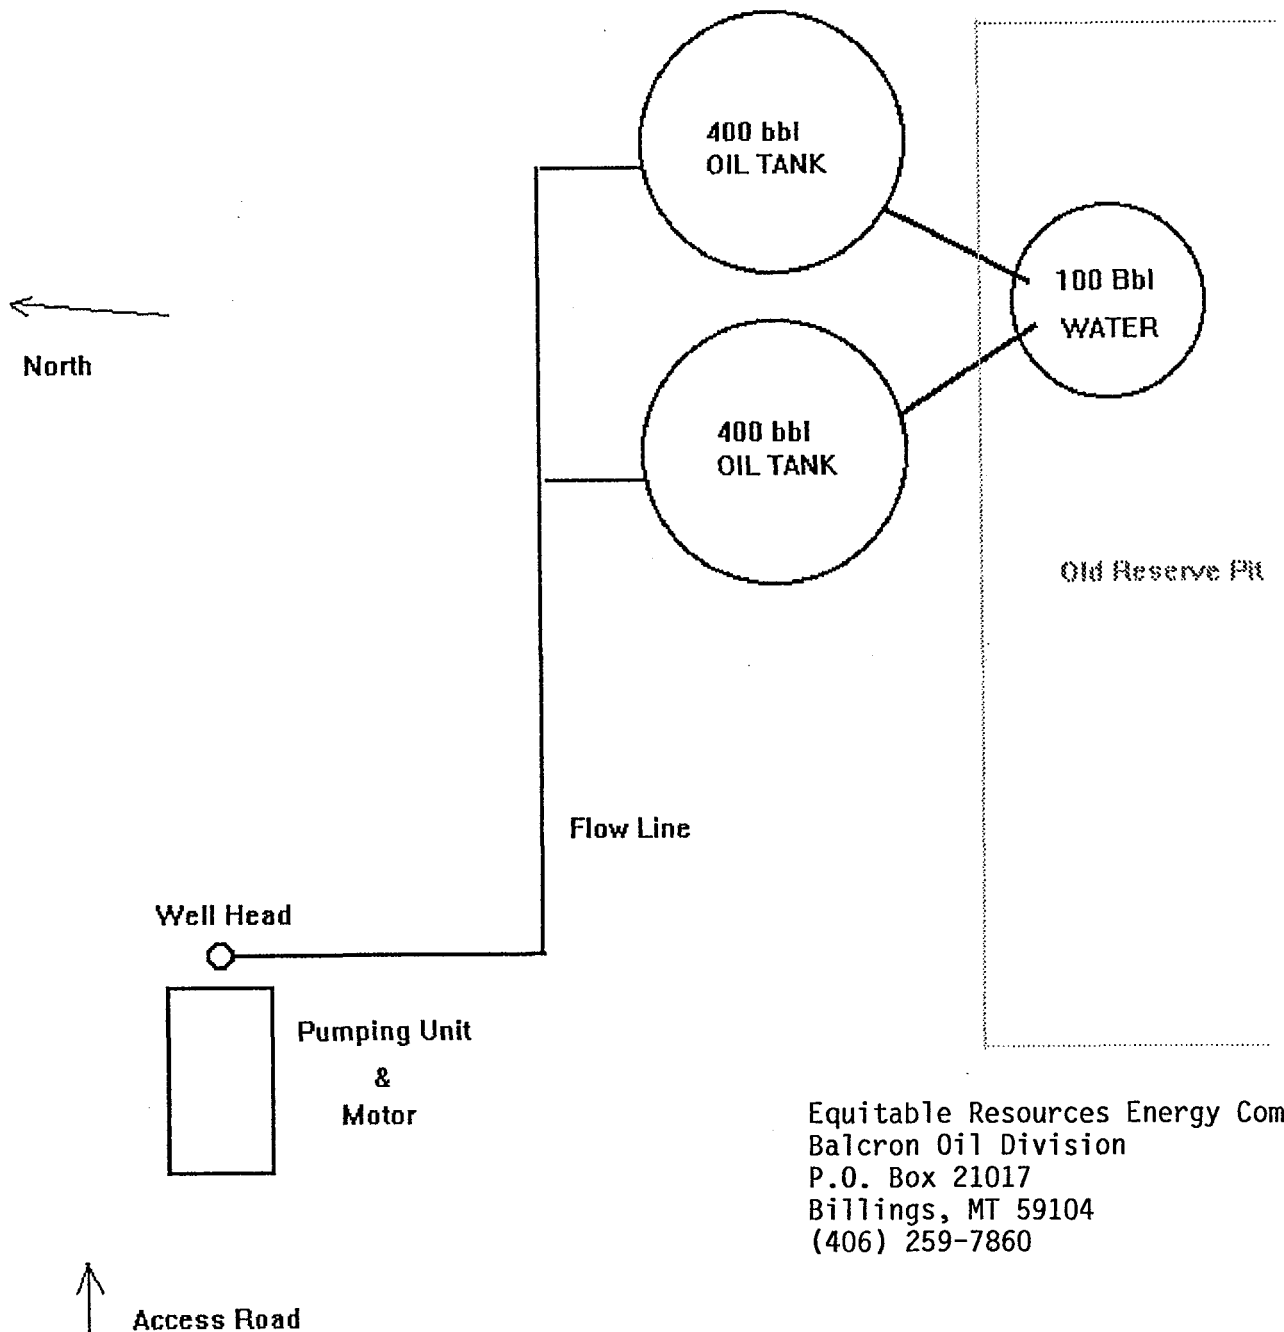 400 bbl
OIL TANK
100 Bbl
WATER
North
400 bbl
OIL TANK
Old Reserve Pit
Flow Line
Well Head
Pumping Unit
&
Motor
Equitable Resources Energy Com
Balcron Oil Division
P.O. Box 21017
Billings, MT 59104
(406) 259-7860
Access Road